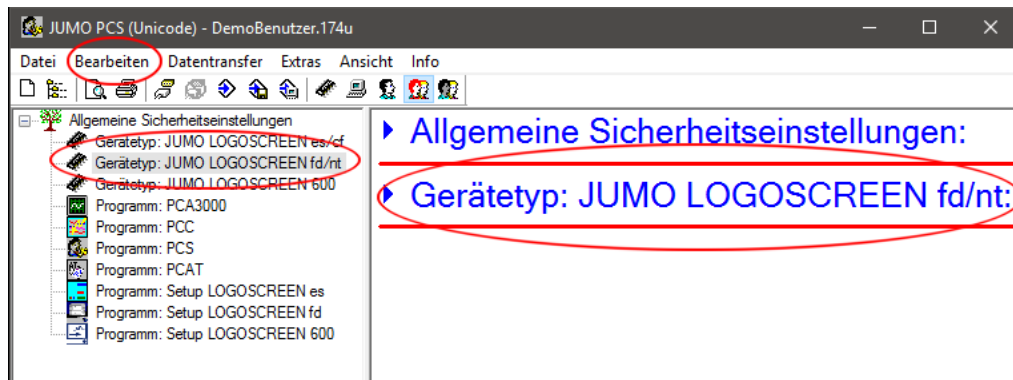 JUMO PCS (Unicode) - DemoBenutzer.174u
Datei Bearbeiten Datentransfer Extras Ansicht Info
Allgemeine Sicherheitseinstellungen
Gerätetyp: JUMO LOGOSCREEN es/cf
Gerätetyp: JUMO LOGOSCREEN fd/nt
Gerätetyp: JUMO LOGOSCREEN 600
Programm: PCA3000
Programm: PCC
Programm: PCS
Programm: PCAT
Programm: Setup LOGOSCREEN es
Programm: Setup LOGOSCREEN fd
Programm: Setup LOGOSCREEN 600
Allgemeine Sicherheitseinstellungen:
Gerätetyp: JUMO LOGOSCREEN fd/nt: